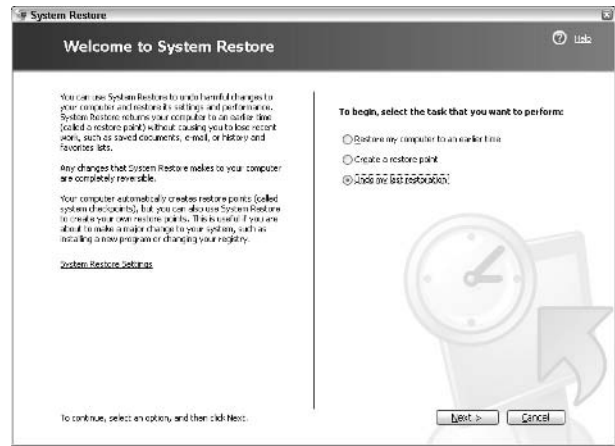 System Restore
Welcome to System Restore
Help
You can use System Restore to undo harmful changes to
your computer and restore its settings and performance.
System Restore returns your computer to an earlier time
(called a restore point) without causing you to lose recent
work, such as saved documents, e-mail, or history and
favorites lists.
Any changes that System Restore makes to your computer
are completely reversible.
Your computer automatically creates restore points (called
system checkpoints), but you can also use System Restore
to create your own restore points. This is useful if you are
about to make a major change to your system, such as
installing a new program or changing your registry.
System Restore Settings
To continue, select an option, and then click Next.
To begin, select the task that you want to perform:
Restore my computer to an earlier time
Create a restore point
Undo my last restoration
Next >
Cancel